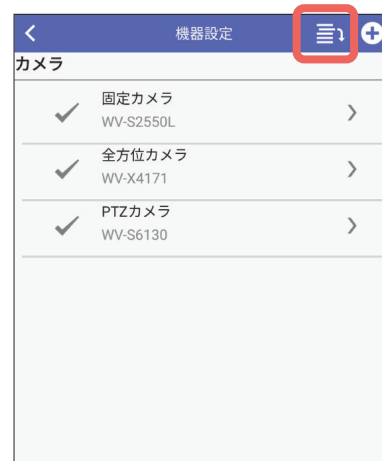 機器設定
カメラ
固定カメラ
WV-S2550L
全方位カメラ
WV-X4171
PTZカメラ
WV-S6130